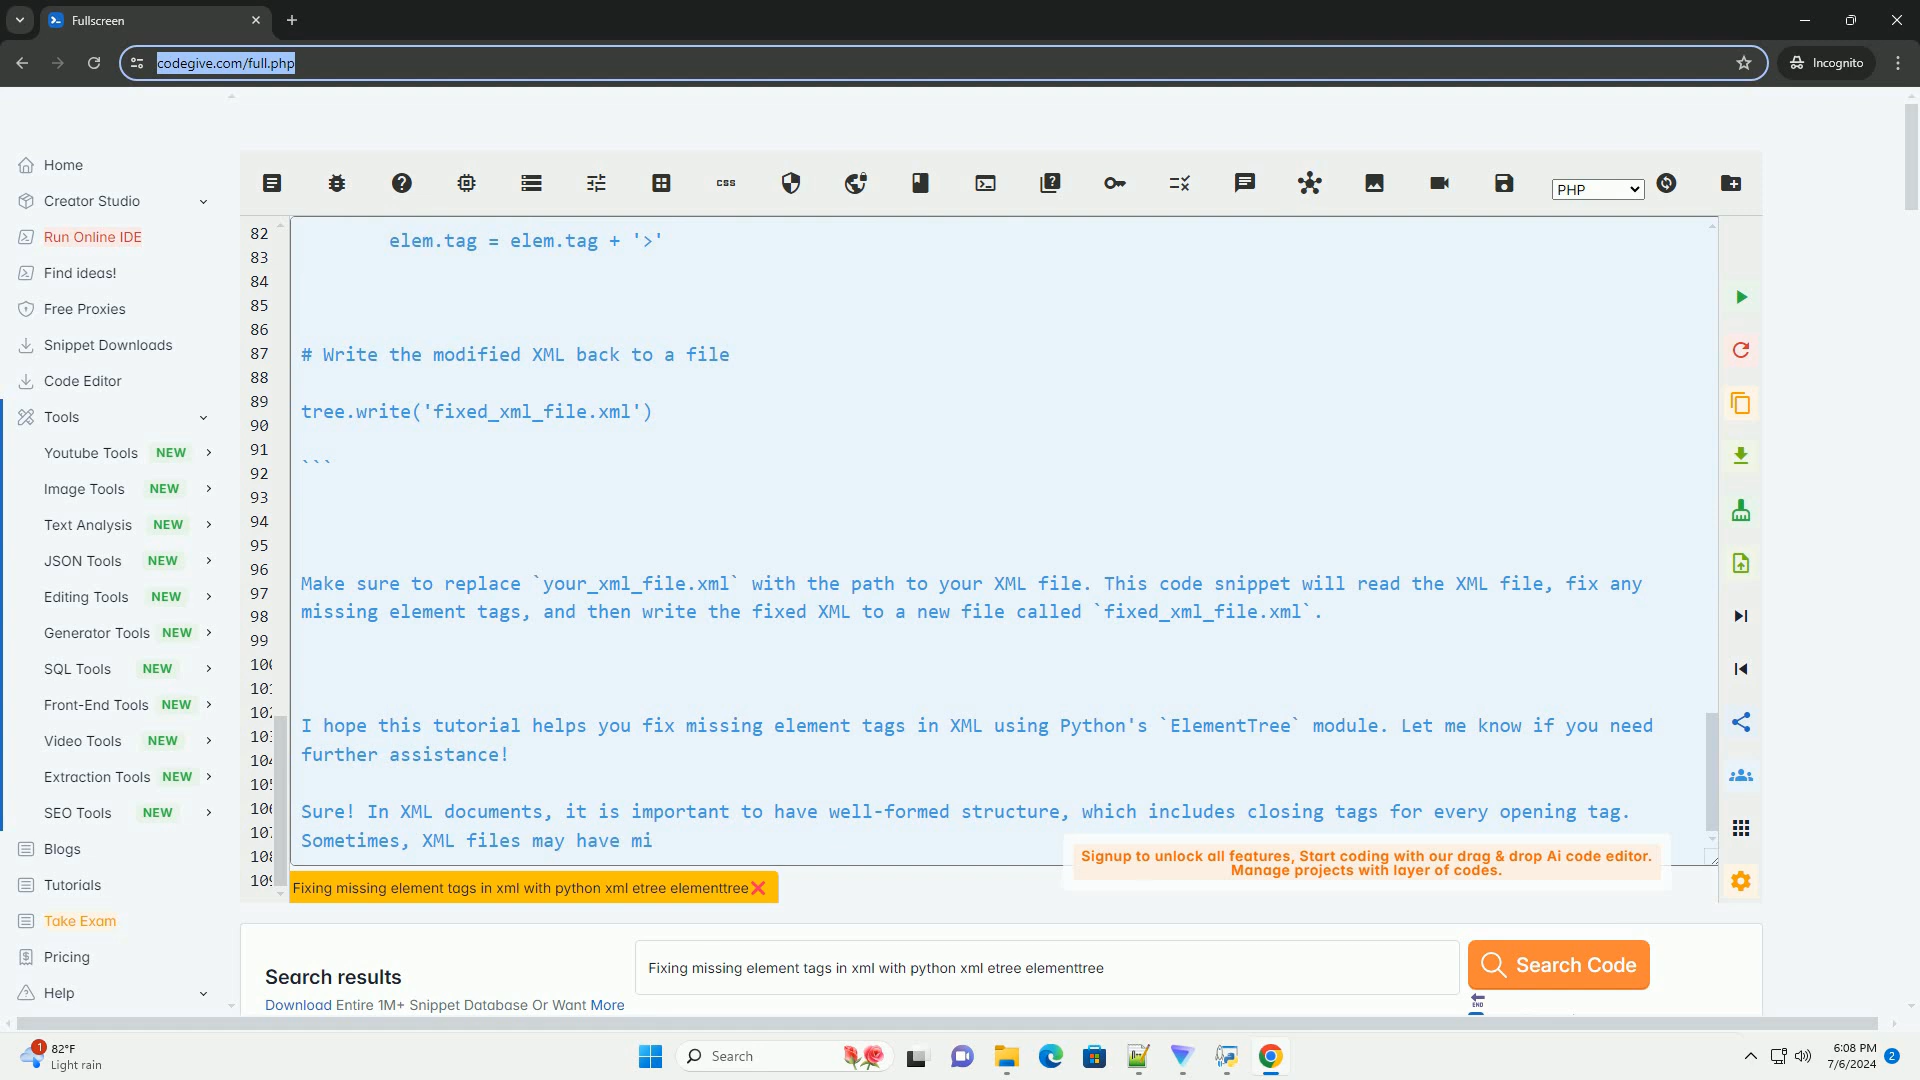 Fullscreen
codegive.com/full.php
Incognito
Home
Creator Studio
Run Online IDE
Find ideas!
Free Proxies
Snippet Downloads
Code Editor
Tools
Youtube Tools NEW
Image Tools NEW
Text Analysis NEW
JSON Tools NEW
Editing Tools NEW
Generator Tools NEW
SQL Tools NEW
Front-End Tools NEW
Video Tools NEW
Extraction Tools NEW
SEO Tools NEW
Blogs
Tutorials
Take Exam
Pricing
Help
css
PHP
82
83
84
85
86
87
88
89
90
91
92
93
94
95
96
97
98
99
elem.tag = elem.tag + '>'
# Write the modified XML back to a file
tree.write('fixed_xml_file.xml')
```
Make sure to replace `your_xml_file.xml` with the path to your XML file. This code snippet will read the XML file, fix any
missing element tags, and then write the fixed XML to a new file called `fixed_xml_file.xml`.
I hope this tutorial helps you fix missing element tags in XML using Python's `ElementTree` module. Let me know if you need
further assistance!
Sure! In XML documents, it is important to have well-formed structure, which includes closing tags for every opening tag.
Sometimes, XML files may have mi
Signup to unlock all features, Start coding with our drag & drop Ai code editor.
Manage projects with layer of codes.
Fixing missing element tags in xml with python xml etree elementtree
Search results
Download Entire 1M+ Snippet Database Or Want More
Fixing missing element tags in xml with python xml etree elementtree
Search Code
END
1
82°F
Light rain
Search
6:08 PM
7/6/2024
2